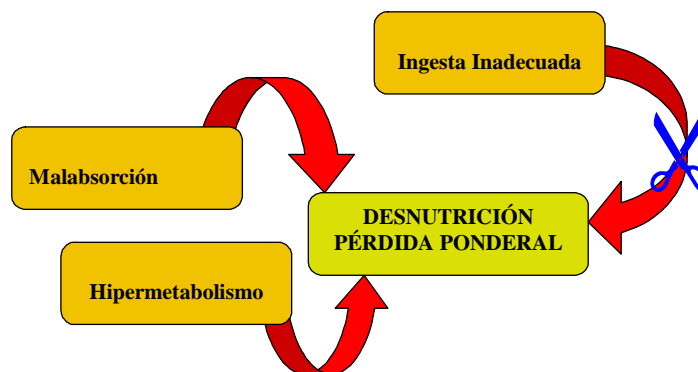 Ingesta Inadecuada
Malabsorción
DESNUTRICIÓN
PÉRDIDA PONDERAL
Hipermetabolismo